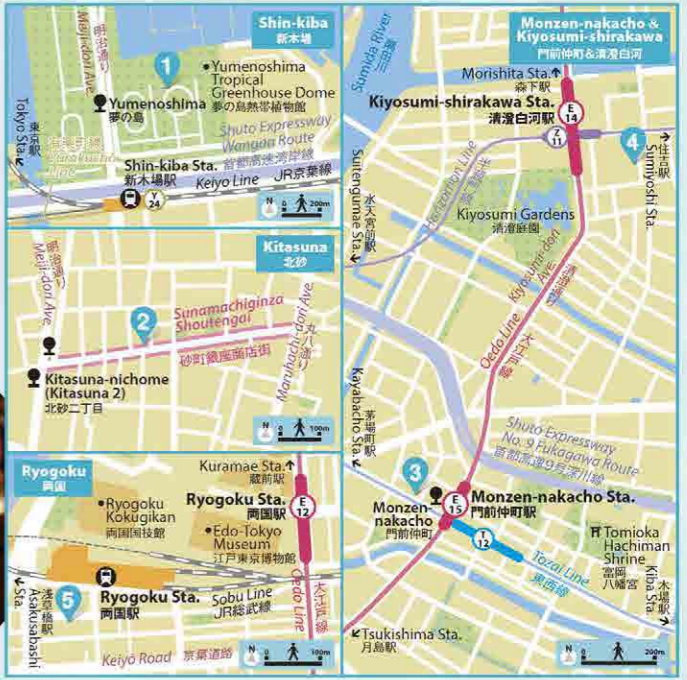 Shin-kiba
新木場
Meiji-dori Ave.
明治通り
1
Yumenoshima
Tropical
Greenhouse Dome
夢の島熱帯植物館
Yumenoshima
夢の島
Tokyo Sta.
東京駅
Shuto Expressway
Wangan Route
首都高速湾岸線
Shin-kiba Sta.
新木場駅
Y
24
Keiyo Line
JR京葉線
N
0
200m
Kitasuna
北砂
明治通り
Meiji-dori Ave.
Sunamachiginza
Shoutengai
2
砂町銀座商店街
Maruhachi-dori Ave.
丸八通り
Kitasuna-nichome
(Kitasuna 2)
北砂二丁目
N
0
100m
Ryogoku
両国
Kuramae Sta.
蔵前駅
Ryogoku Sta.
両国駅
E
12
Ryogoku
Kokugikan
両国国技館
Edo-Tokyo
Museum
江戸東京博物館
Ryogoku Sta.
両国駅
Sobu Line
JR総武線
Oedo Line
大江戸線
5
Asakusabashi
Sta.
浅草橋駅
Keiyo Road
京葉道路
N
0
100m
Monzen-nakacho &
Kiyosumi-shirakawa
門前仲町&清澄白河
Sumida River
隅田川
Morishita Sta.
森下駅
Kiyosumi-shirakawa Sta.
清澄白河駅
E
14
Z
11
4
住吉駅
Sumiyoshi Sta.
Hanzomon Line
半蔵門線
Suitengumae Sta.
水天宮前駅
Kiyosumi Gardens
清澄庭園
Kiyosumi-dori
Ave.
清澄通り
Oedo Line
大江戸線
Kayabacho Sta.
茅場町駅
Shuto Expressway
No. 9 Fukagawa Route
首都高速9号深川線
3
Monzen-
nakacho
門前仲町
E
15
Monzen-nakacho Sta.
門前仲町駅
T
12
Tozai Line
東西線
Tomioka
Hachiman
Shrine
富岡
八幡宮
Kiba Sta.
木場駅
Tsukishima Sta.
月島駅
N
0
200m